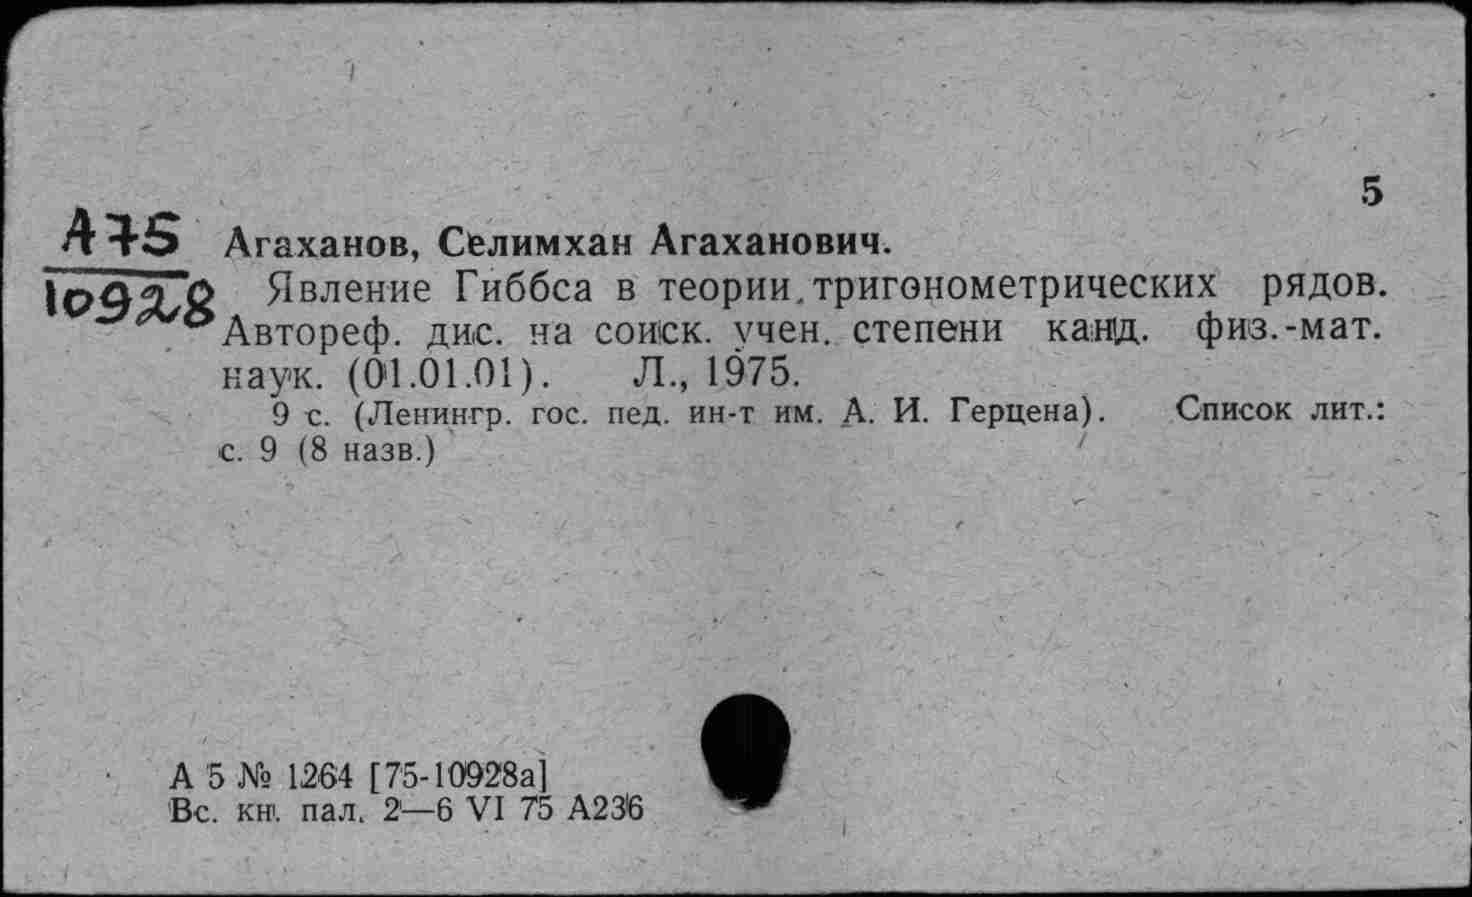 5
А75
10928
Агаханов, Селимхан Агаханович.
Явление Гиббса в теории тригонометрических рядов.
Автореф. дис. на соиск. учен. степени канд. физ.-мат.
наук. (01.01.01). Л., 1975.
9 с. (Ленингр. гос. пед. ин-т им. А. И. Герцена). Список лит.:
с. 9 (8 назв.)
А 5 № 1264 [75-10928а]
Вс. кн. пал. 2—6 VI 75 А236